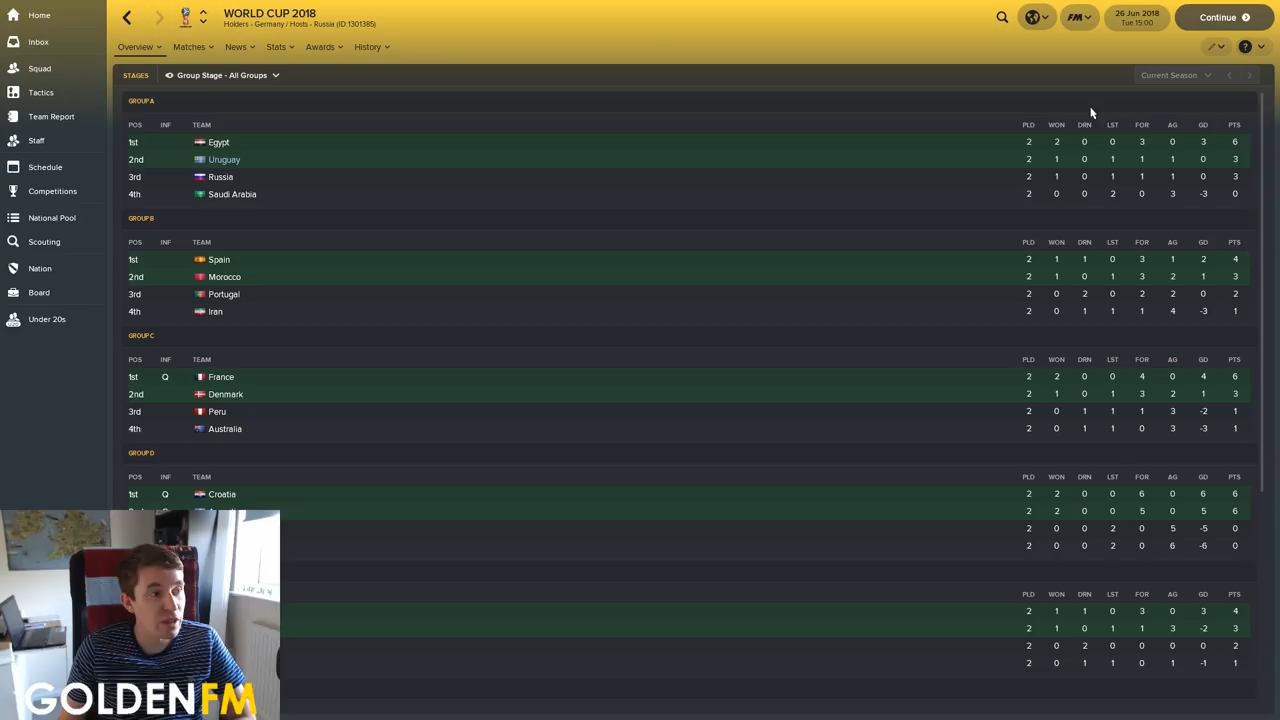 Home
Inbox
Squad
Tactics
Team Report
Staff
Schedule
Competitions
National Pool
Scouting
Nation
Board
Under 20s
WORLD CUP 2018
Holders - Germany / Hosts - Russia (ID:1301385)
FM
26 Jun 2018
Tue 15:00
Continue
Overview Matches News Stats Awards History
?
STAGES Group Stage - All Groups Current Season
GROUP A
POS INF TEAM PLD WON DRN LST FOR AG GD PTS
1st Egypt 2 2 0 0 3 0 3 6
2nd Uruguay 2 1 0 1 1 1 0 3
3rd Russia 2 1 0 1 1 1 0 3
4th Saudi Arabia 2 0 0 2 0 3 -3 0
GROUP B
POS INF TEAM PLD WON DRN LST FOR AG GD PTS
1st Spain 2 1 1 0 3 1 2 4
2nd Morocco 2 1 0 1 3 2 1 3
3rd Portugal 2 0 2 0 2 2 0 2
4th Iran 2 0 1 1 1 4 -3 1
GROUP C
POS INF TEAM PLD WON DRN LST FOR AG GD PTS
1st Q France 2 2 0 0 4 0 4 6
2nd Denmark 2 1 0 1 3 2 1 3
3rd Peru 2 0 1 1 1 3 -2 1
4th Australia 2 0 1 1 0 3 -3 1
GROUP D
POS INF TEAM PLD WON DRN LST FOR AG GD PTS
1st Q Croatia 2 2 0 0 6 0 6 6
2 2 0 0 5 0 5 6
2 0 0 2 0 5 -5 0
2 0 0 2 0 6 -6 0
PLD WON DRN LST FOR AG GD PTS
2 1 1 0 3 0 3 4
2 1 0 1 1 3 -2 3
2 0 2 0 0 0 0 2
2 0 1 1 0 1 -1 1
GOLDENFM